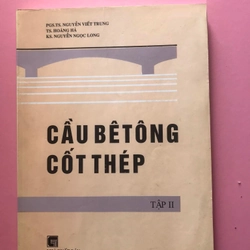 PGS.TS. NGUYỄN VIẾT TRUNG
TS. HOÀNG HÀ
KS. NGUYỄN NGỌC LONG
CẦU BÊTÔNG
CỐT THÉP
TẬP II